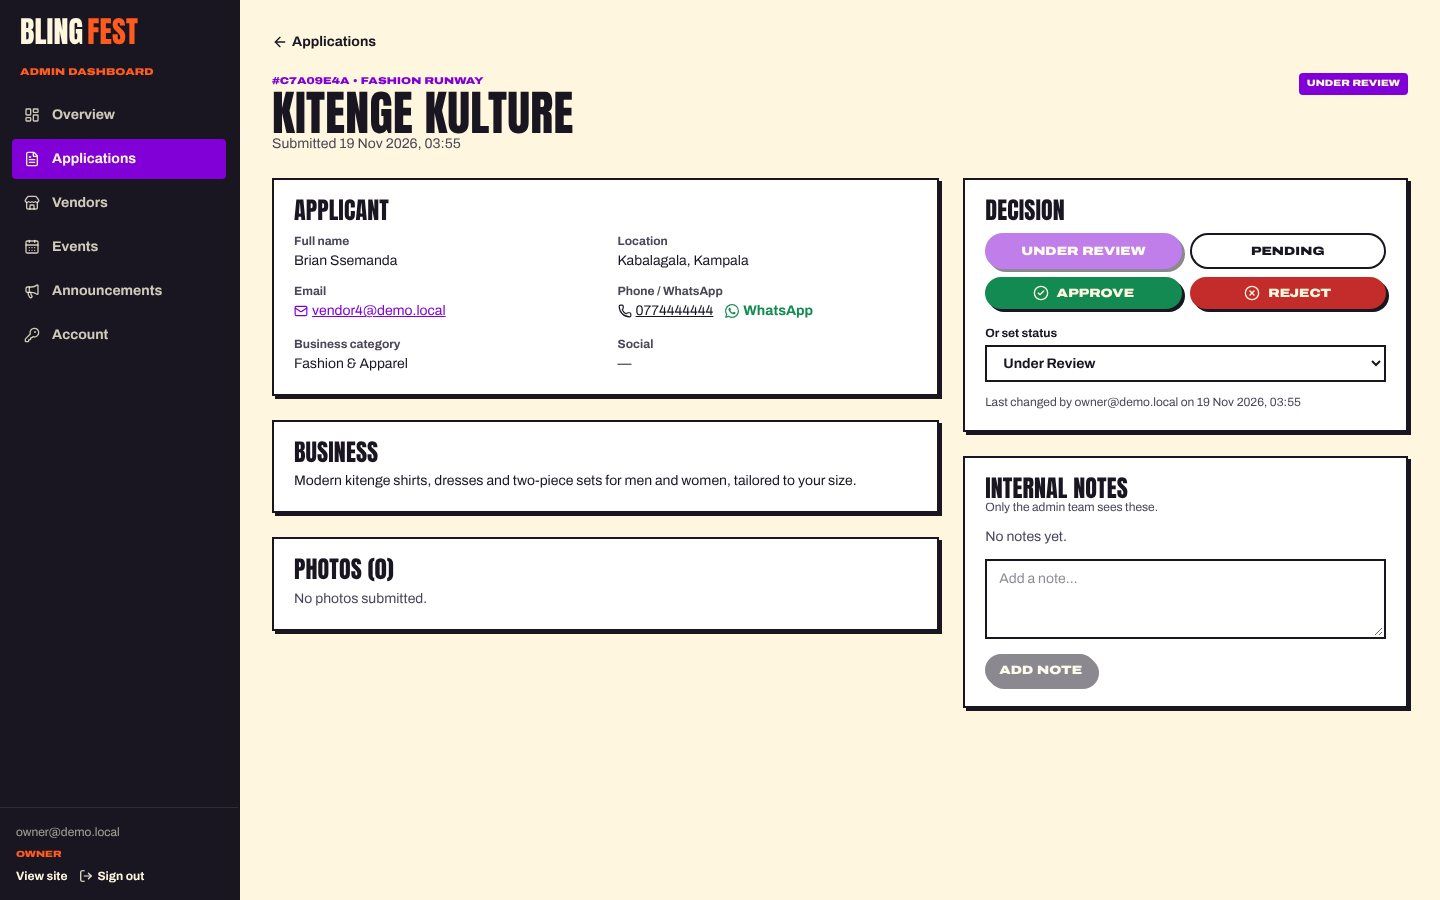 BLING FEST
ADMIN DASHBOARD
Overview
Applications
Vendors
Events
Announcements
Account
owner@demo.local
OWNER
View site
Sign out
Applications
#C7A09E4A • FASHION RUNWAY
KITENGE KULTURE
Submitted 19 Nov 2026, 03:55
UNDER REVIEW
APPLICANT
Full name
Brian Ssemanda
Location
Kabalagala, Kampala
Email
vendor4@demo.local
Phone / WhatsApp
0774444444 WhatsApp
Business category
Fashion & Apparel
Social
—
BUSINESS
Modern kitenge shirts, dresses and two-piece sets for men and women, tailored to your size.
PHOTOS (0)
No photos submitted.
DECISION
UNDER REVIEW
PENDING
APPROVE
REJECT
Or set status
Under Review
Last changed by owner@demo.local on 19 Nov 2026, 03:55
INTERNAL NOTES
Only the admin team sees these.
No notes yet.
Add a note...
ADD NOTE